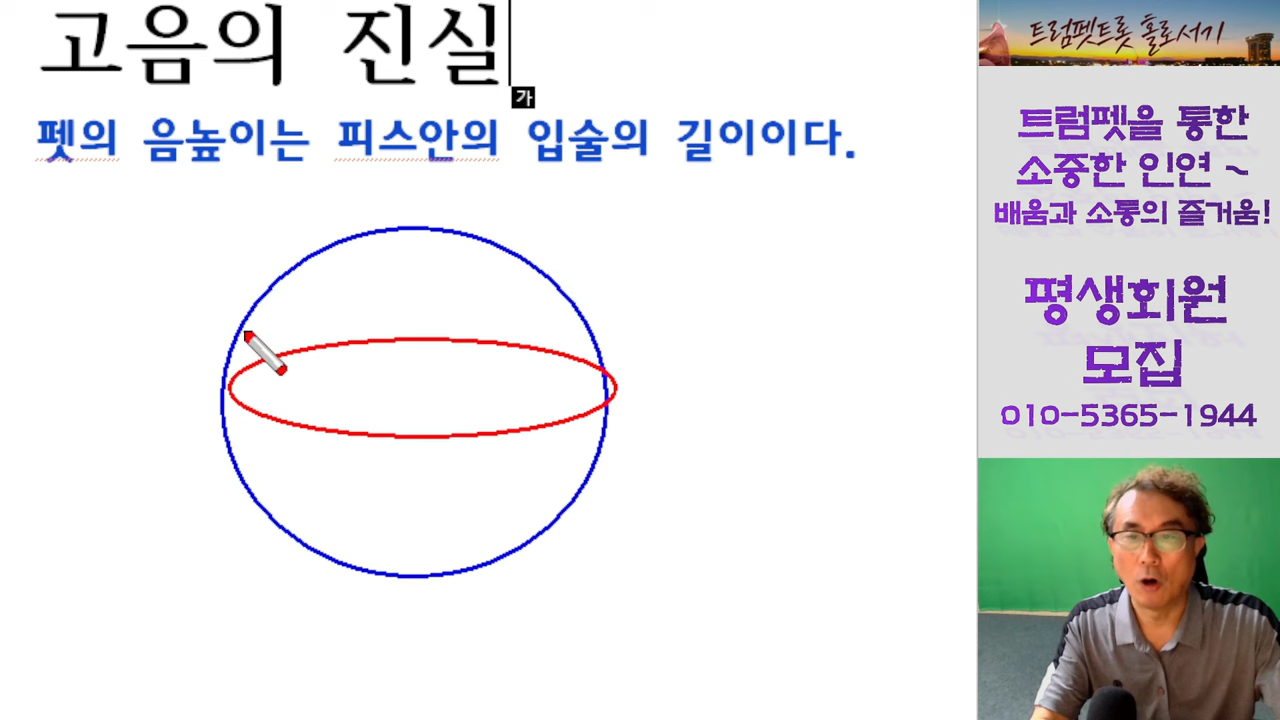 고음의 진실
가
펫의 음높이는 피스안의 입술의 길이이다.
트럼펫트롯 홀로서기
트럼펫을 통한
소중한 인연 ~
배움과 소통의 즐거움!
평생회원
모집
010-5365-1944